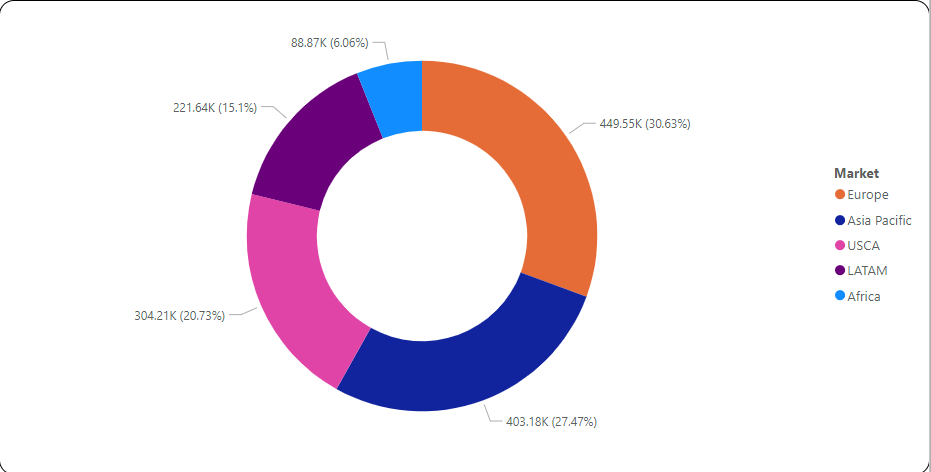 88.87K (6.06%)
221.64K (15.1%)
449.55K (30.63%)
304.21K (20.73%)
403.18K (27.47%)
Market
Europe
Asia Pacific
USCA
LATAM
Africa